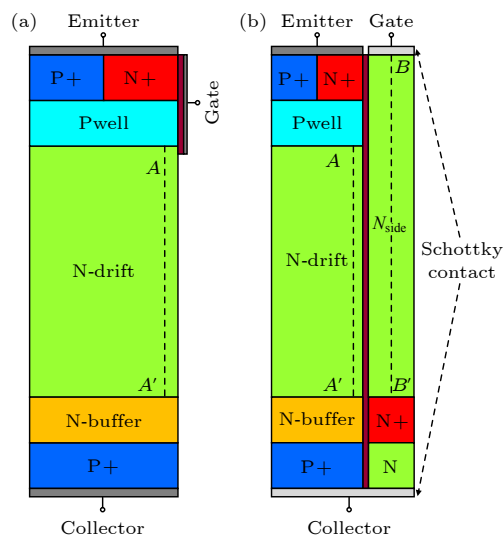 (a)
Emitter
P+
N+
Gate
Pwell
A
N-drift
A′
N-buffer
P+
Collector
(b)
Emitter
Gate
P+
N+
B
Pwell
A
Nside
N-drift
Schottky
contact
A′
B′
N-buffer
N+
P+
N
Collector